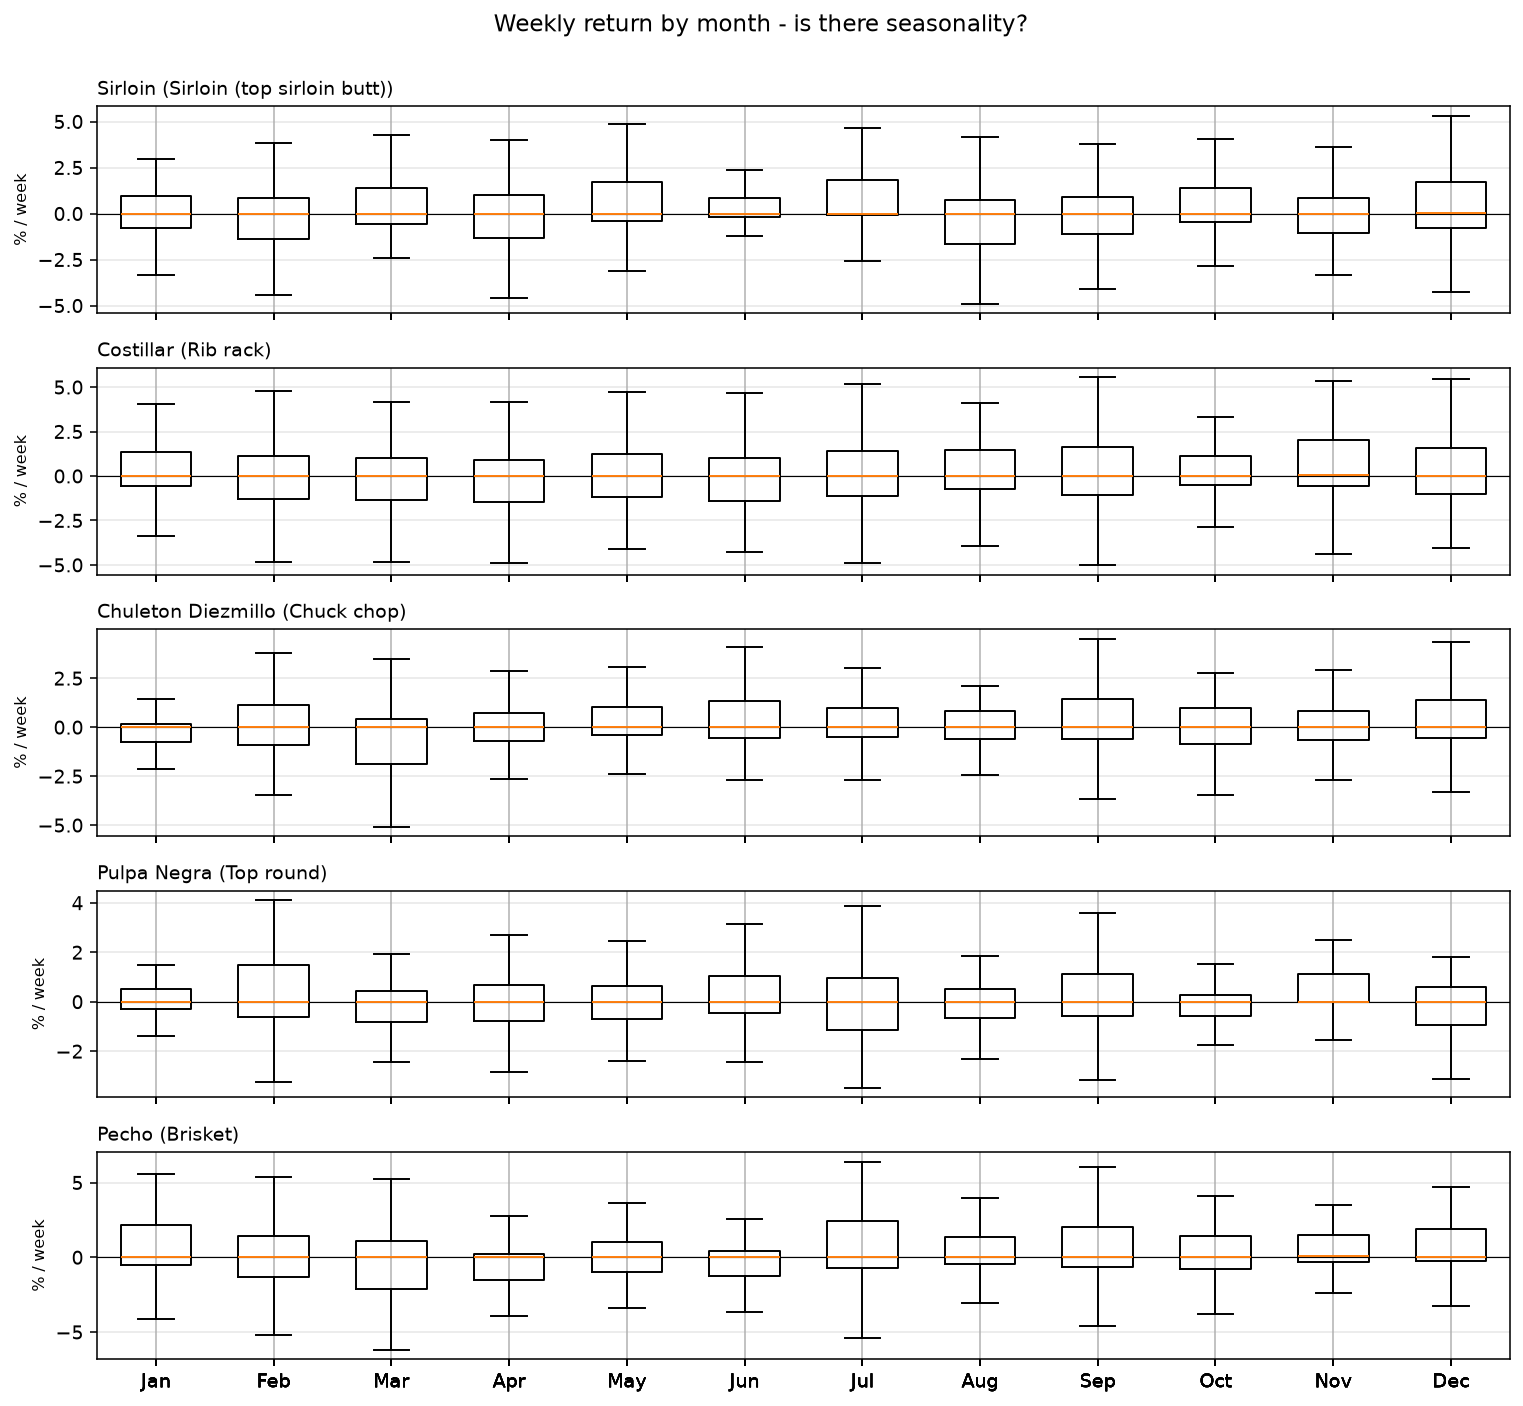 Weekly return by month - is there seasonality?
Sirloin (Sirloin (top sirloin butt))
5.0
2.5
0.0
−2.5
−5.0
% / week
Costillar (Rib rack)
5.0
2.5
0.0
−2.5
−5.0
% / week
Chuleton Diezmillo (Chuck chop)
2.5
0.0
−2.5
−5.0
% / week
Pulpa Negra (Top round)
4
2
0
−2
% / week
Pecho (Brisket)
5
0
−5
% / week
Jan Feb Mar Apr May Jun Jul Aug Sep Oct Nov Dec